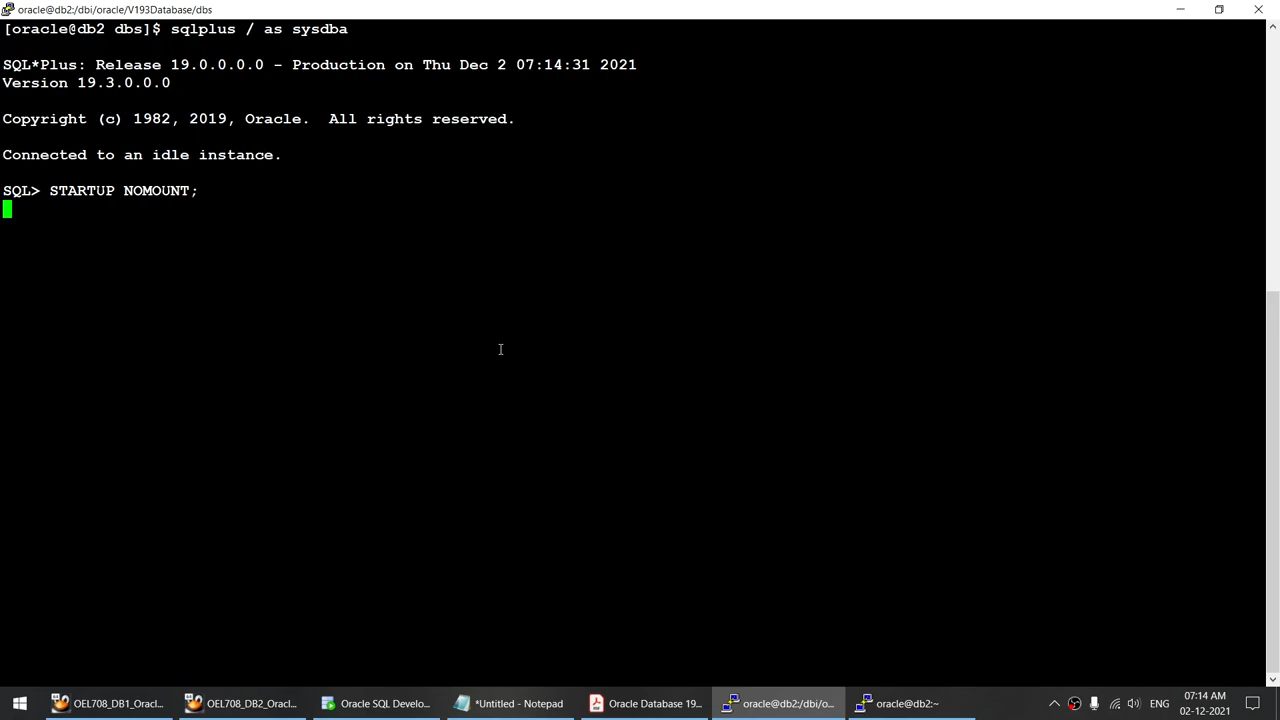 oracle@db2:/dbi/oracle/V193Database/dbs
[oracle@db2 dbs]$ sqlplus / as sysdba
SQL*Plus: Release 19.0.0.0.0 - Production on Thu Dec 2 07:14:31 2021
Version 19.3.0.0.0
Copyright (c) 1982, 2019, Oracle.  All rights reserved.
Connected to an idle instance.
SQL> STARTUP NOMOUNT;
OEL708_DB1_Oracl... OEL708_DB2_Oracl... Oracle SQL Develo... *Untitled - Notepad Oracle Database 19... oracle@db2:/dbi/o... oracle@db2:~ ENG 07:14 AM
02-12-2021